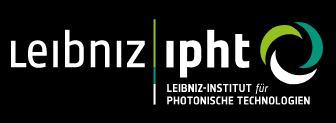 Leibniz ipht
LEIBNIZ-INSTITUT für
PHOTONISCHE TECHNOLOGIEN